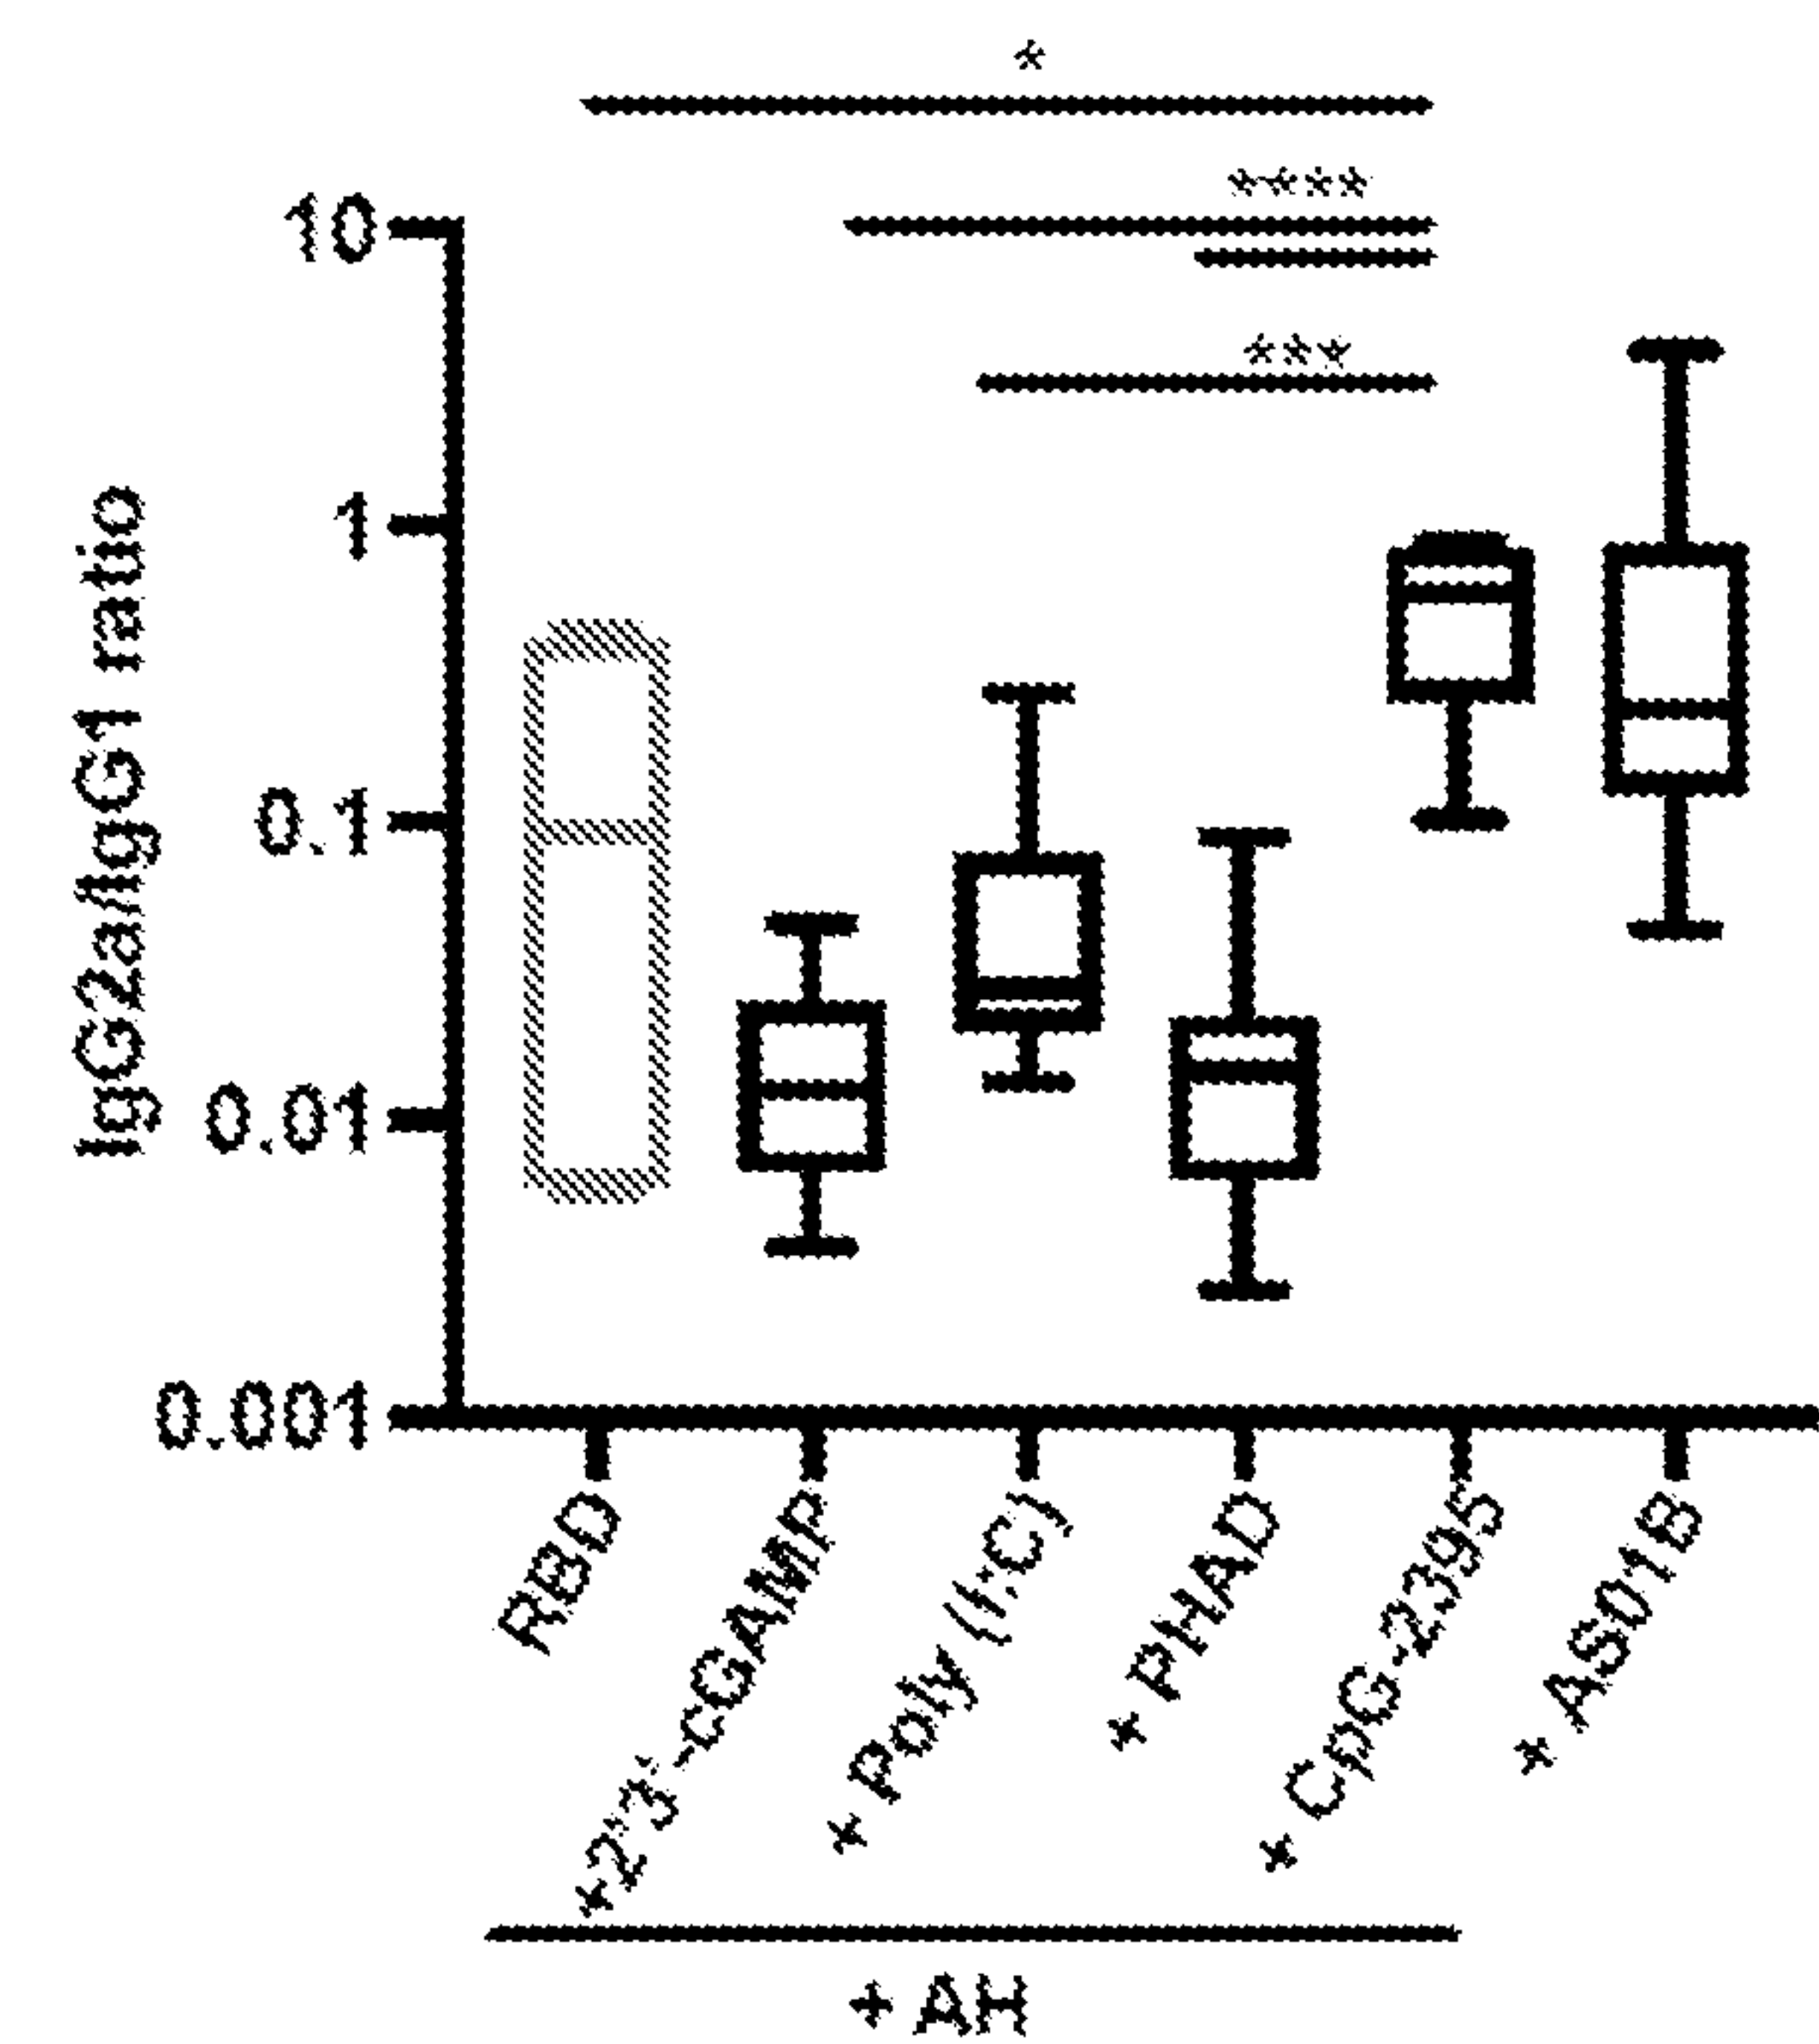 *
****
***
10
1
0.1
0.01
0.001
IgG2a/IgG1 ratio
RBD
+2'3'-cGAMP
+ poly (I:C)
+ PHAD
+ CpG-2395
+ AS01B
+ AH